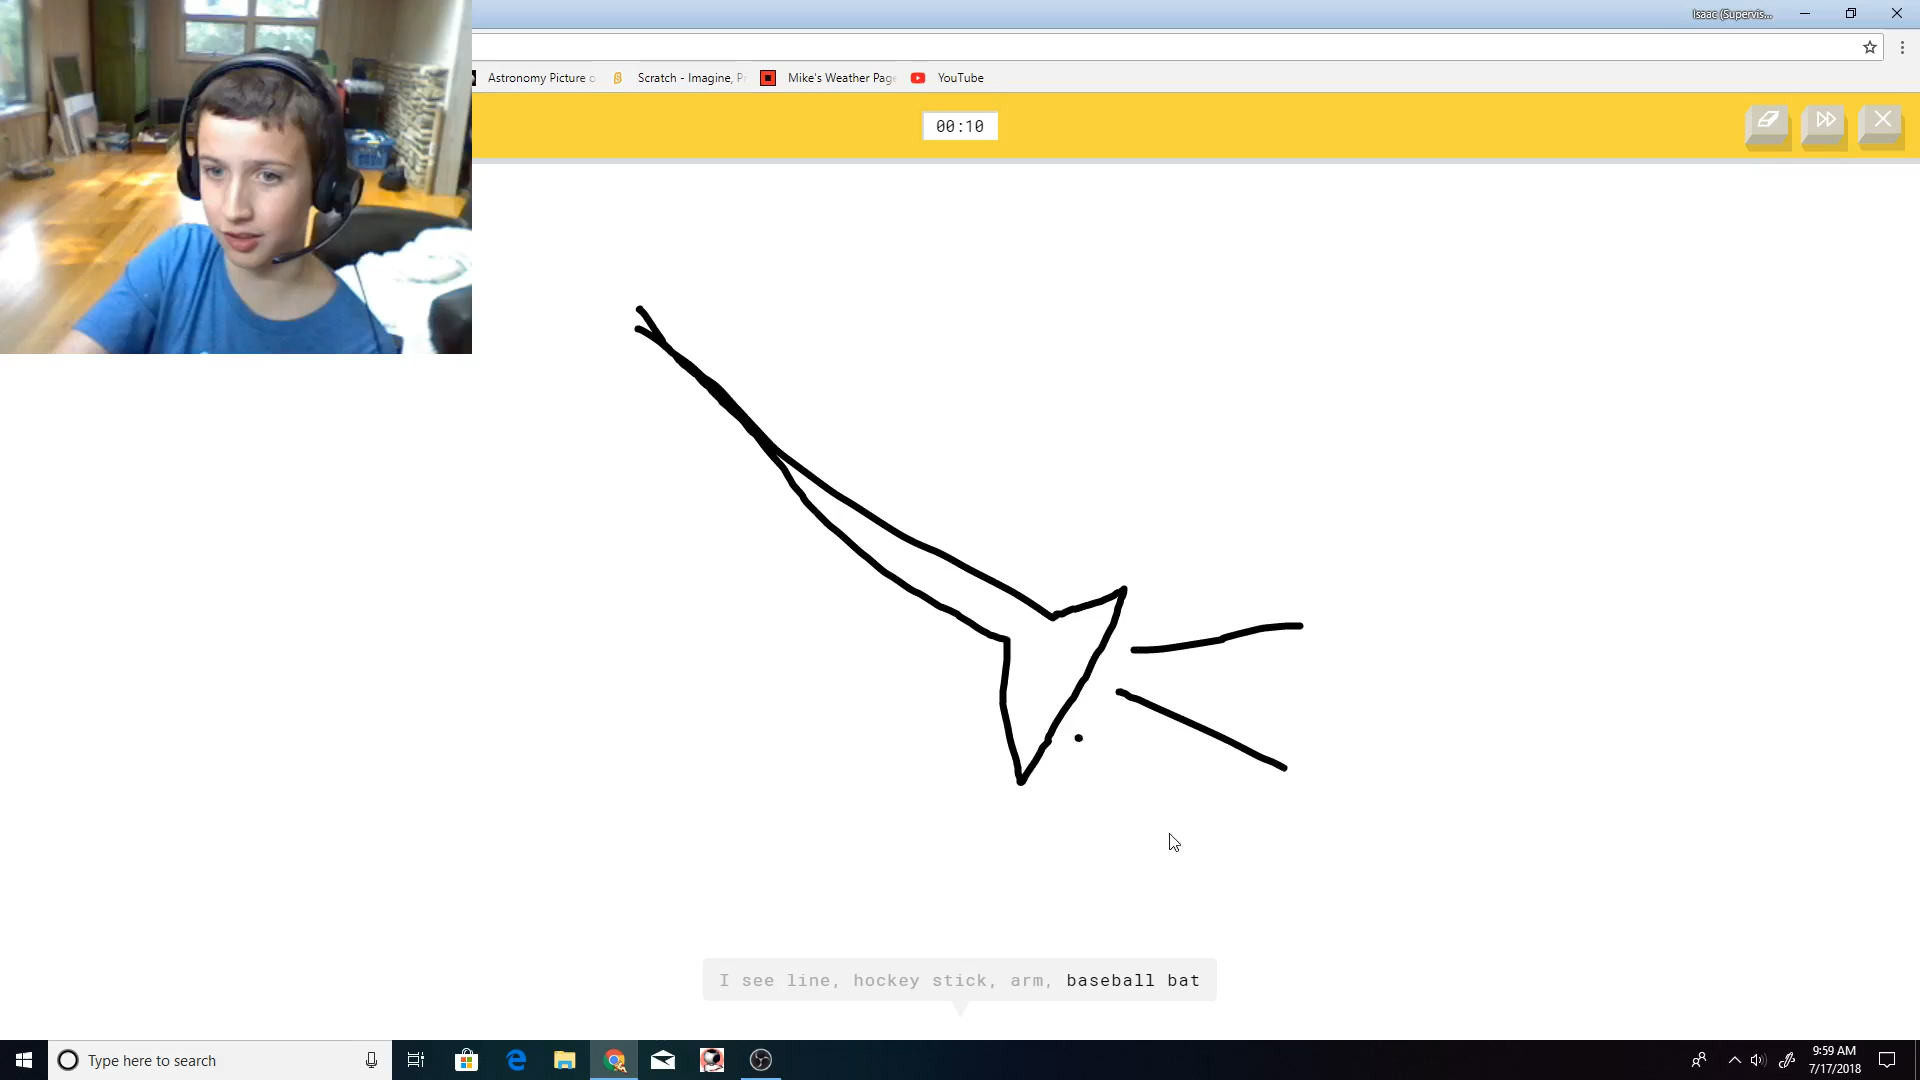 Isaac (Supervis...
Astronomy Picture o
Scratch - Imagine, Pr
Mike's Weather Page
YouTube
00:10
I see line, hockey stick, arm, baseball bat
Type here to search
9:59 AM
7/17/2018